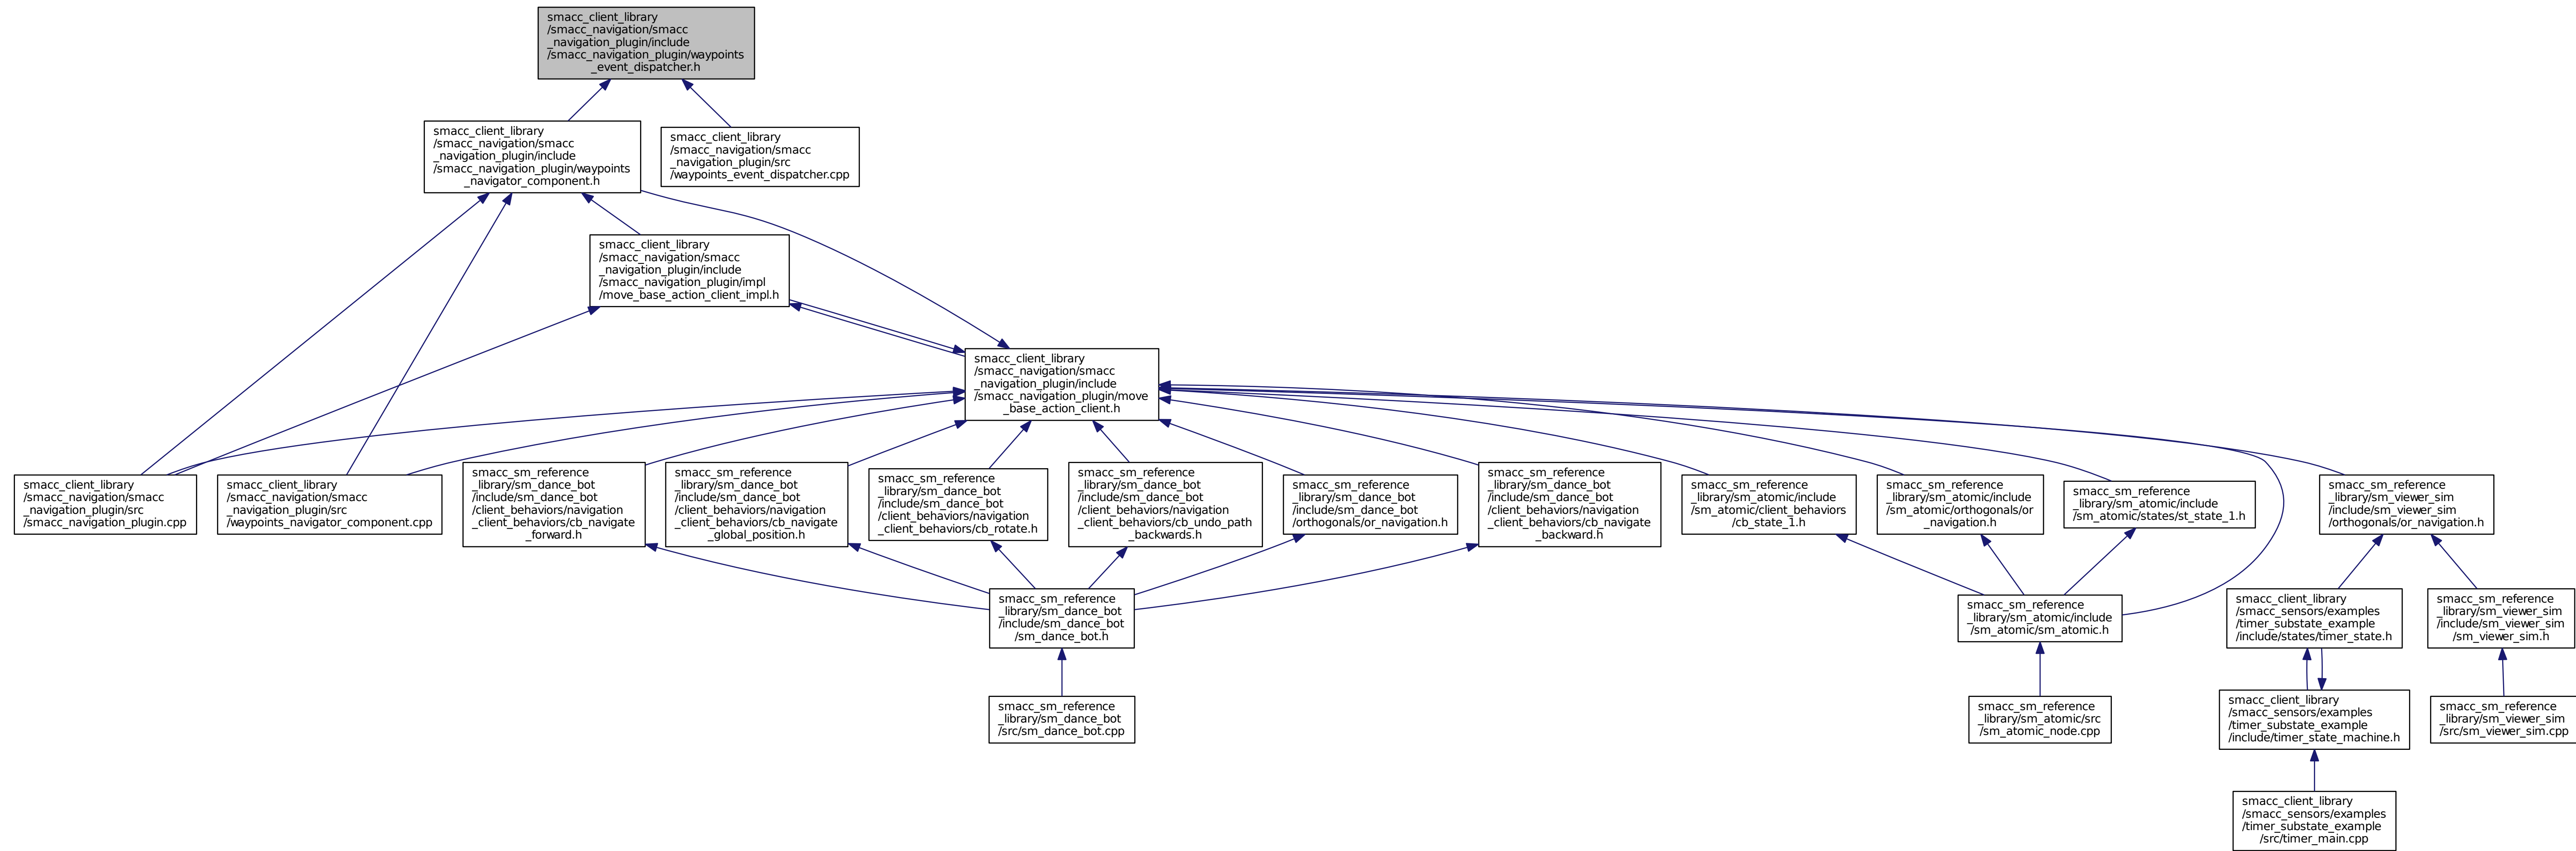 smacc_client_library
/smacc_navigation/smacc
_navigation_plugin/include
/smacc_navigation_plugin/waypoints
_event_dispatcher.h
smacc_client_library
/smacc_navigation/smacc
_navigation_plugin/include
/smacc_navigation_plugin/waypoints
_navigator_component.h
smacc_client_library
/smacc_navigation/smacc
_navigation_plugin/src
/waypoints_event_dispatcher.cpp
smacc_client_library
/smacc_navigation/smacc
_navigation_plugin/include
/smacc_navigation_plugin/impl
/move_base_action_client_impl.h
smacc_client_library
/smacc_navigation/smacc
_navigation_plugin/include
/smacc_navigation_plugin/move
_base_action_client.h
smacc_client_library
/smacc_navigation/smacc
_navigation_plugin/src
/smacc_navigation_plugin.cpp
smacc_client_library
/smacc_navigation/smacc
_navigation_plugin/src
/waypoints_navigator_component.cpp
smacc_sm_reference
_library/sm_dance_bot
/include/sm_dance_bot
/client_behaviors/navigation
_client_behaviors/cb_navigate
_forward.h
smacc_sm_reference
_library/sm_dance_bot
/include/sm_dance_bot
/client_behaviors/navigation
_client_behaviors/cb_navigate
_global_position.h
smacc_sm_reference
_library/sm_dance_bot
/include/sm_dance_bot
/client_behaviors/navigation
_client_behaviors/cb_rotate.h
smacc_sm_reference
_library/sm_dance_bot
/include/sm_dance_bot
/client_behaviors/navigation
_client_behaviors/cb_undo_path
_backwards.h
smacc_sm_reference
_library/sm_dance_bot
/include/sm_dance_bot
/orthogonals/or_navigation.h
smacc_sm_reference
_library/sm_dance_bot
/include/sm_dance_bot
/client_behaviors/navigation
_client_behaviors/cb_navigate
_backward.h
smacc_sm_reference
_library/sm_atomic/include
/sm_atomic/client_behaviors
/cb_state_1.h
smacc_sm_reference
_library/sm_atomic/include
/sm_atomic/orthogonals/or
_navigation.h
smacc_sm_reference
_library/sm_atomic/include
/sm_atomic/states/st_state_1.h
smacc_sm_reference
_library/sm_viewer_sim
/include/sm_viewer_sim
/orthogonals/or_navigation.h
smacc_sm_reference
_library/sm_dance_bot
/include/sm_dance_bot
/sm_dance_bot.h
smacc_sm_reference
_library/sm_atomic/include
/sm_atomic/sm_atomic.h
smacc_client_library
/smacc_sensors/examples
/timer_substate_example
/include/states/timer_state.h
smacc_sm_reference
_library/sm_viewer_sim
/include/sm_viewer_sim
/sm_viewer_sim.h
smacc_sm_reference
_library/sm_dance_bot
/src/sm_dance_bot.cpp
smacc_sm_reference
_library/sm_atomic/src
/sm_atomic_node.cpp
smacc_client_library
/smacc_sensors/examples
/timer_substate_example
/include/timer_state_machine.h
smacc_sm_reference
_library/sm_viewer_sim
/src/sm_viewer_sim.cpp
smacc_client_library
/smacc_sensors/examples
/timer_substate_example
/src/timer_main.cpp